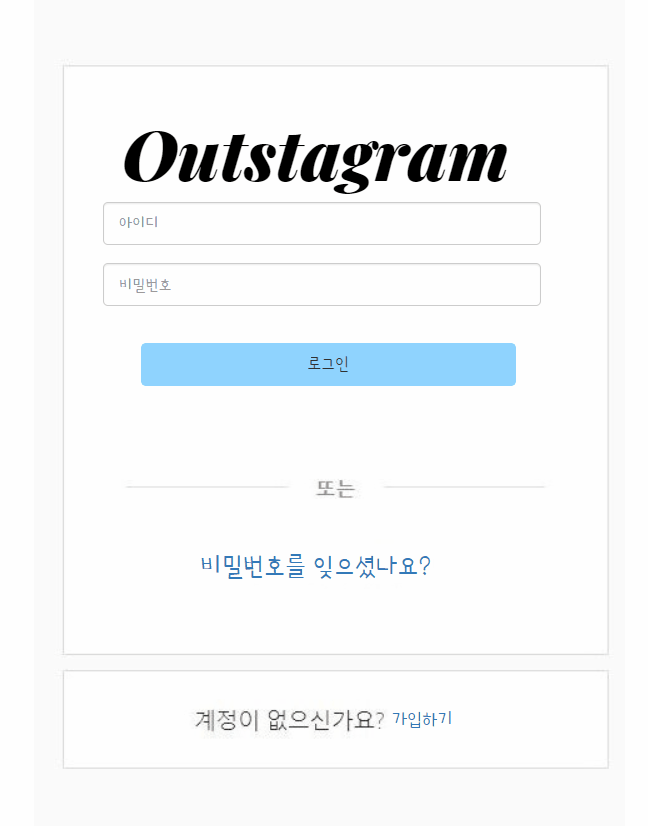 Outstagram
아이디
비밀번호
로그인
또는
비밀번호를 잊으셨나요?
계정이 없으신가요? 가입하기